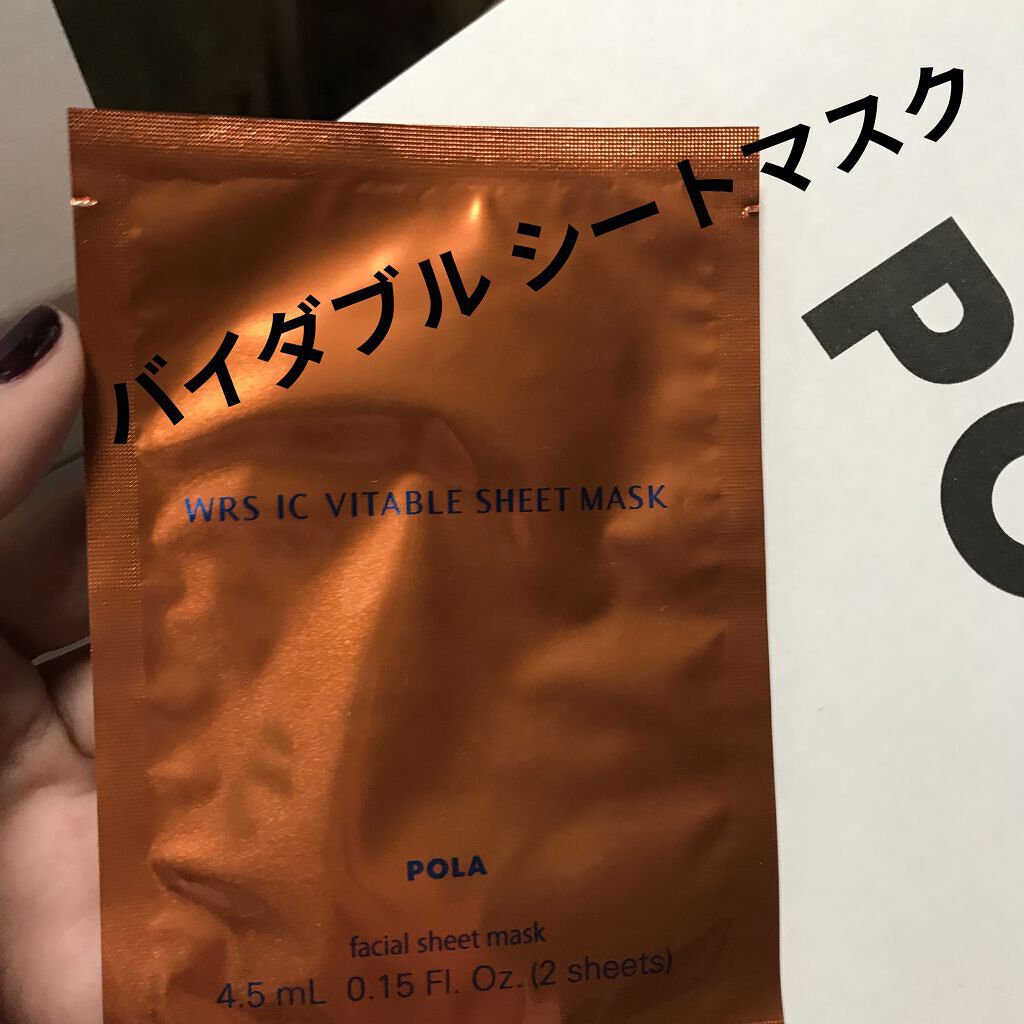 バイダブル シートマスク
PO
WRS IC VITABLE SHEET MASK
POLA
facial sheet mask
4.5 mL 0.15 Fl. Oz. (2 sheets)